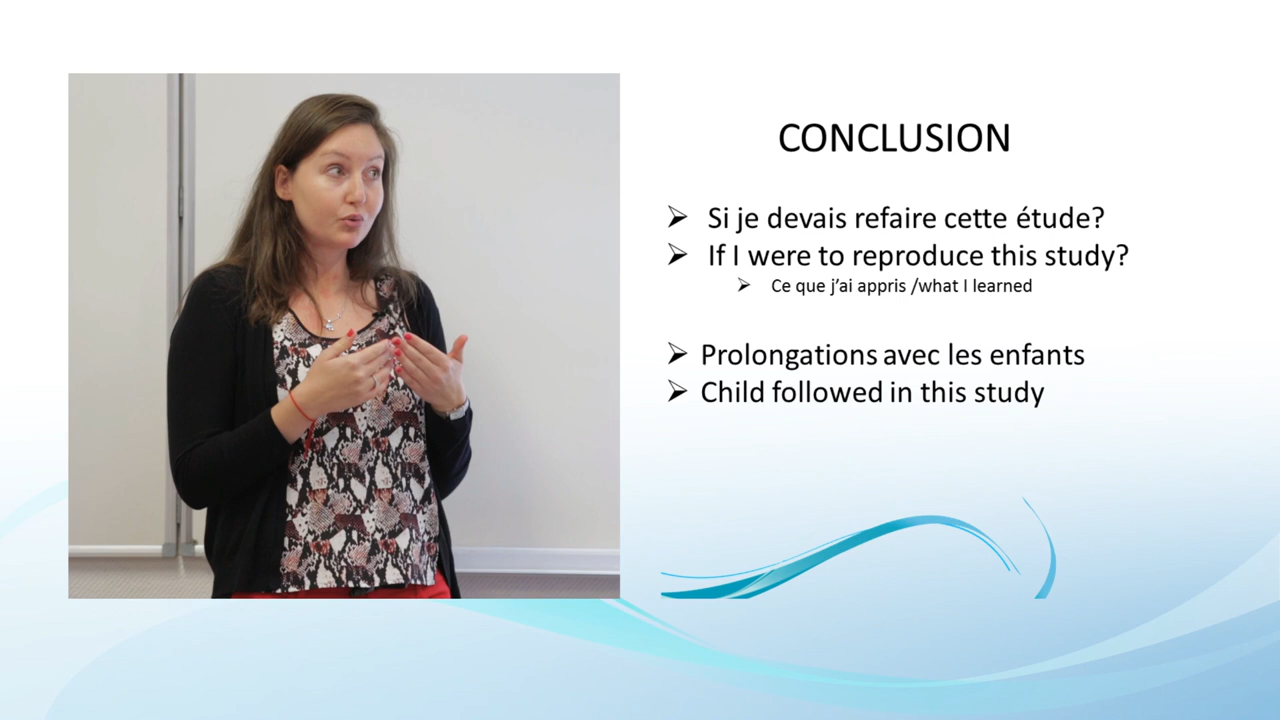 CONCLUSION
Si je devais refaire cette étude?
If I were to reproduce this study?
Ce que j’ai appris /what I learned
Prolongations avec les enfants
Child followed in this study